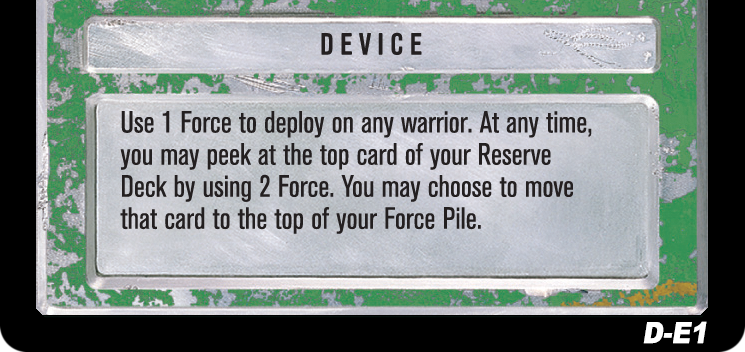 DEVICE
Use 1 Force to deploy on any warrior. At any time,
you may peek at the top card of your Reserve
Deck by using 2 Force. You may choose to move
that card to the top of your Force Pile.
D-E1